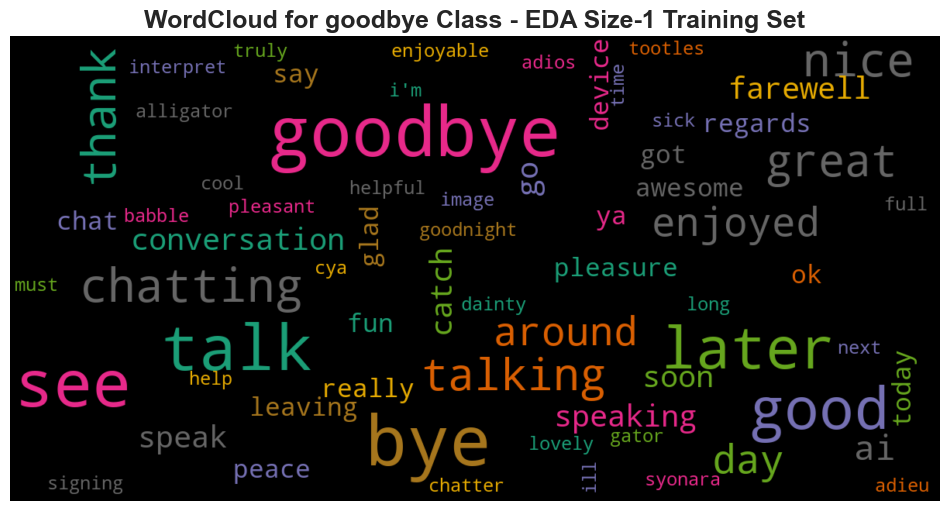 WordCloud for goodbye Class - EDA Size-1 Training Set
truly
enjoyable
tootles
nice
interpret
say
adios
device
time
farewell
thank
i'm
alligator
goodbye
sick
regards
go
got
great
cool
helpful
awesome
pleasant
image
full
chat
babble
ya
enjoyed
glad
goodnight
conversation
catch
cya
pleasure
ok
must
chatting
dainty
long
fun
talk
around
later
next
see
help
talking
soon
today
really
leaving
speaking
good
bye
speak
gator
lovely
ai
day
peace
ill
signing
chatter
syonara
adieu